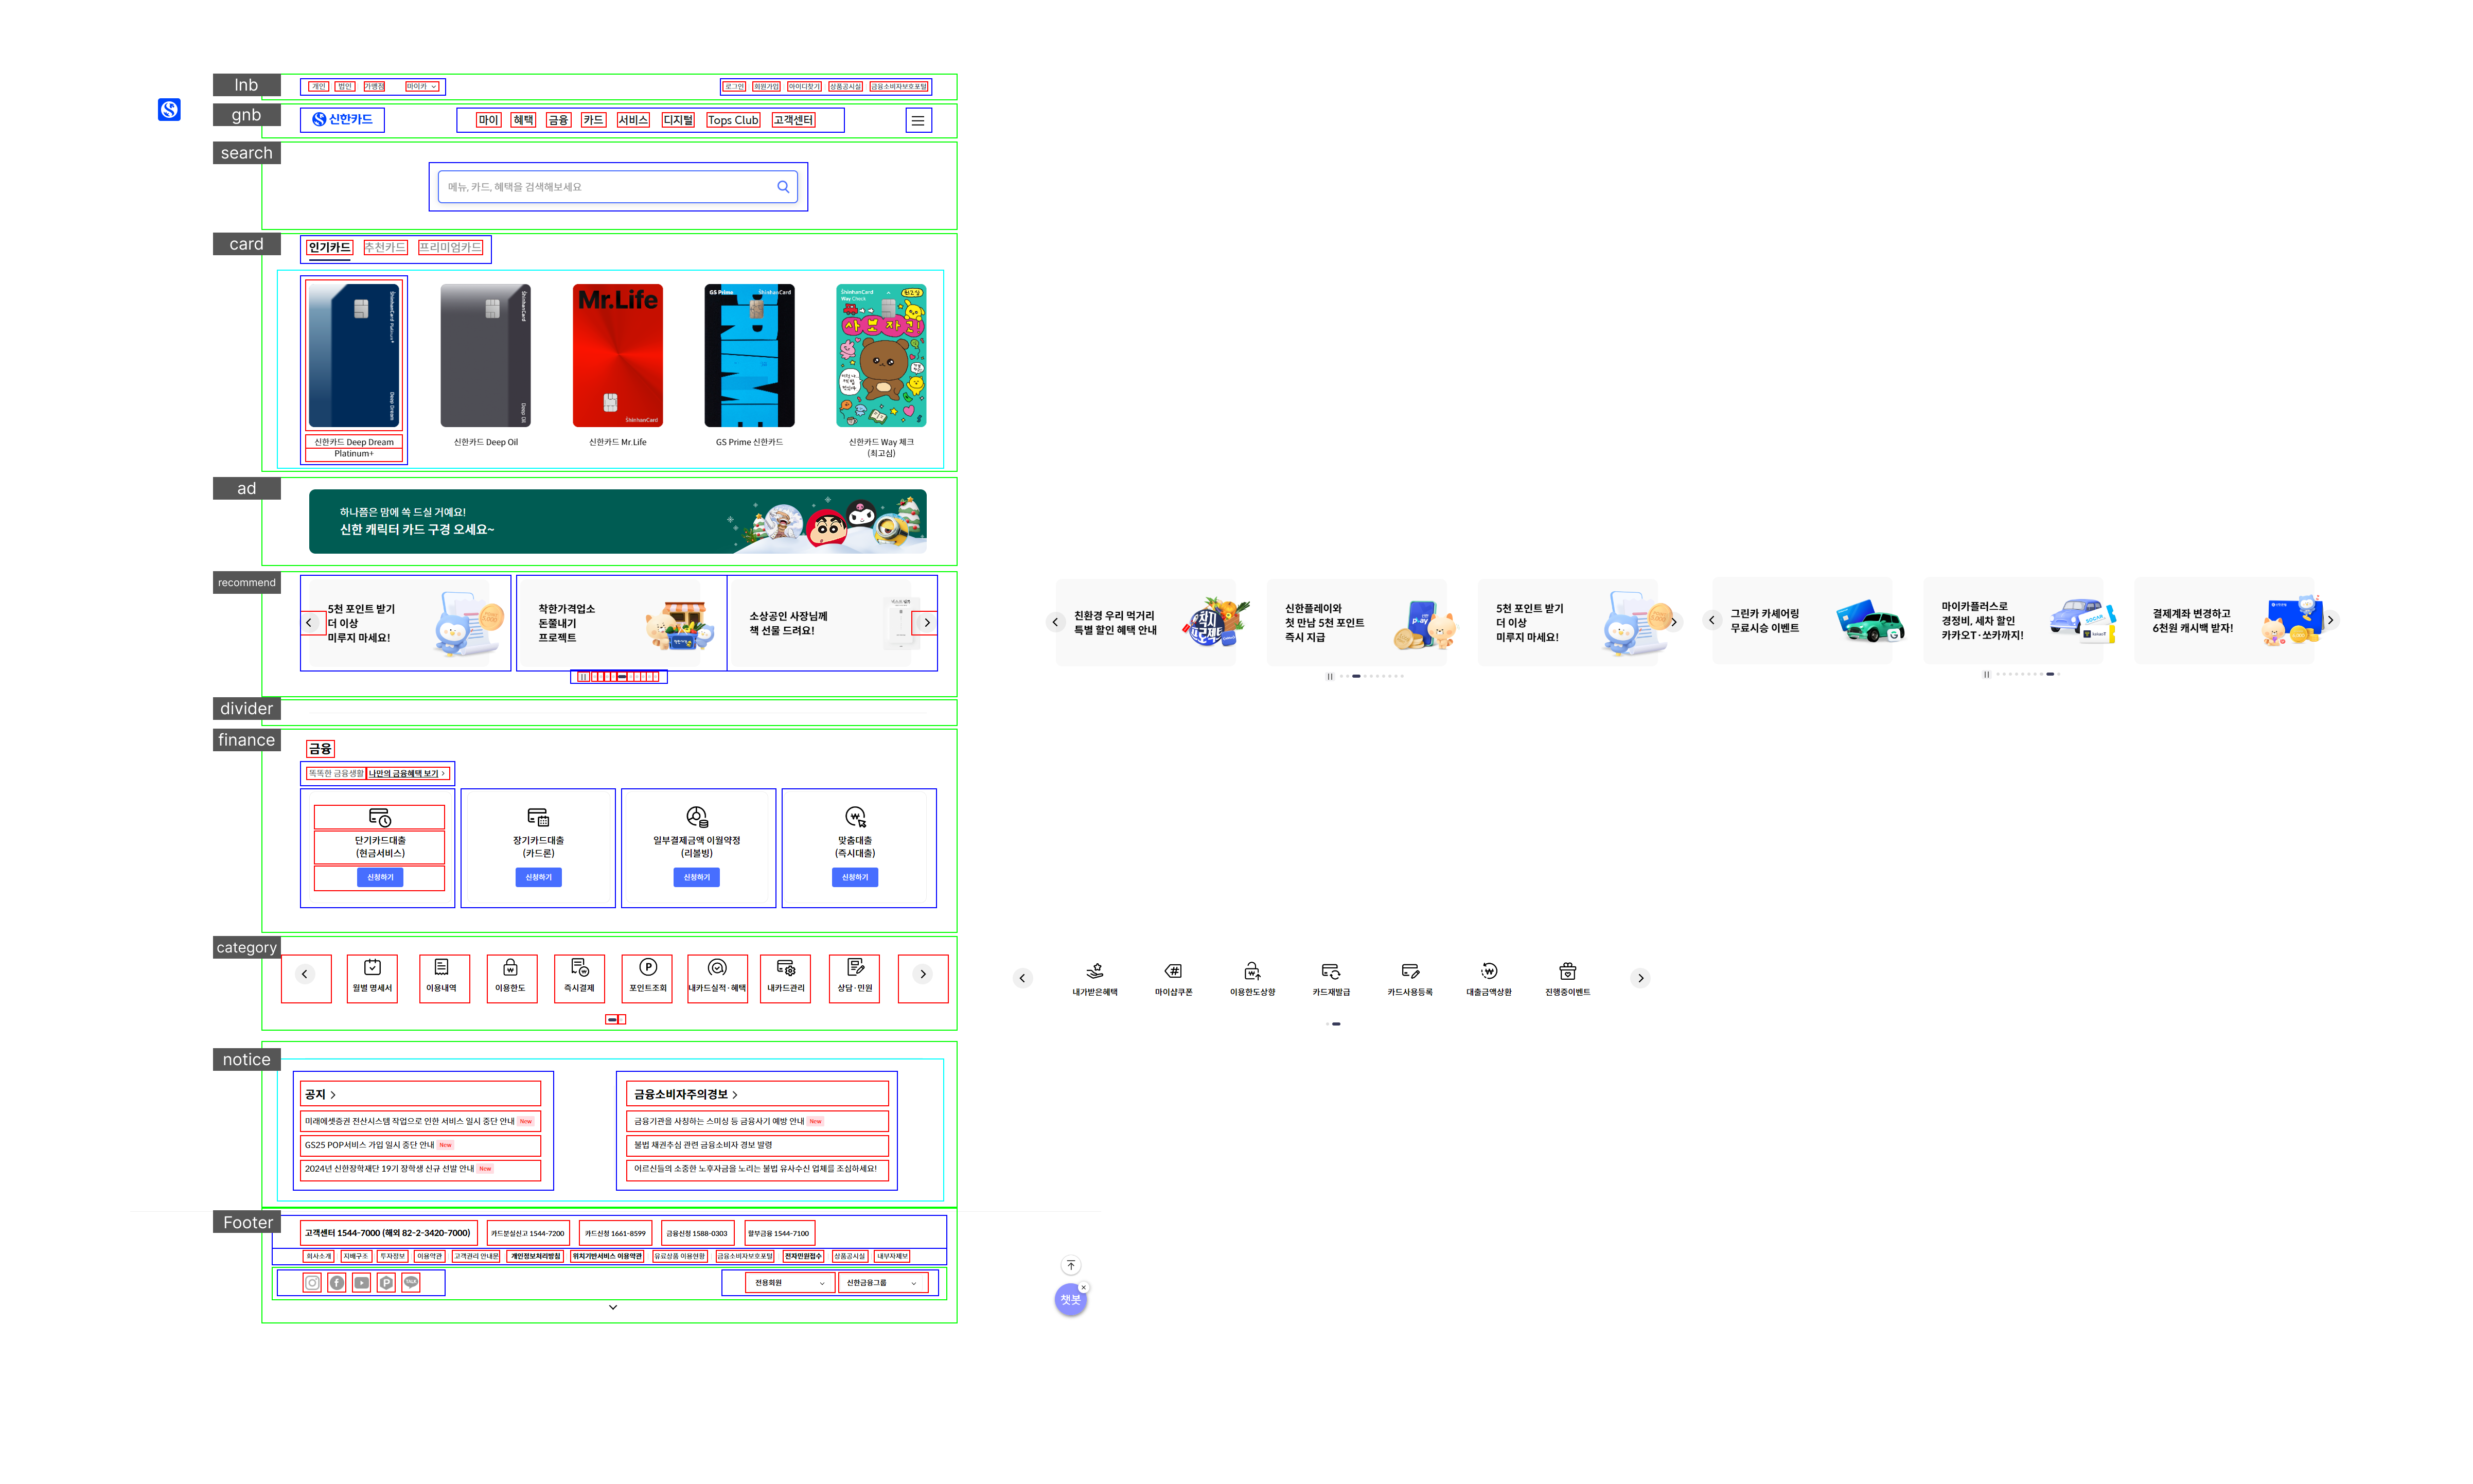 lnb
개인 법인 가맹점 마이카
로그인 회원가입 아이디찾기 상품공시실 금융소비자보호포털
gnb
신한카드
마이 혜택 금융 카드 서비스 디지털 Tops Club 고객센터
search
메뉴, 카드, 혜택을 검색해보세요
card
인기카드 추천카드 프리미엄카드
ShinhanCard Platinum+
Deep Dream
신한카드 Deep Dream
Platinum+
ShinhanCard
Deep Oil
신한카드 Deep Oil
Mr.Life
ShinhanCard
신한카드 Mr.Life
GS Prime ShinhanCard
PRIME
GS Prime 신한카드
ShinhanCard
Way Check
최고심
사보자고!
신한카드 Way 체크
(최고심)
ad
하나쯤은 맘에 쏙 드실 거예요!
신한 캐릭터 카드 구경 오세요~
recommend
5천 포인트 받기
더 이상
미루지 마세요!
착한가격업소
돈쭐내기
프로젝트
소상공인 사장님께
책 선물 드려요!
친환경 우리 먹거리
특별 할인 혜택 안내
신한플레이와
첫 만남 5천 포인트
즉시 지급
5천 포인트 받기
더 이상
미루지 마세요!
그린카 카셰어링
무료시승 이벤트
마이카플러스로
경정비, 세차 할인
카카오T·쏘카까지!
결제계좌 변경하고
6천원 캐시백 받자!
divider
finance
금융
똑똑한 금융생활 나만의 금융혜택 보기 >
단기카드대출
(현금서비스)
신청하기
장기카드대출
(카드론)
신청하기
일부결제금액 이월약정
(리볼빙)
신청하기
맞춤대출
(즉시대출)
신청하기
category
월별 명세서 이용내역 이용한도 즉시결제 포인트조회 내카드실적·혜택 내카드관리 상담·민원
내가받은혜택 마이샵쿠폰 이용한도상향 카드재발급 카드사용등록 대출금액상환 진행중이벤트
notice
공지 >
미래에셋증권 전산시스템 작업으로 인한 서비스 일시 중단 안내 New
GS25 POP서비스 가입 일시 중단 안내 New
2024년 신한장학재단 19기 장학생 신규 선발 안내 New
금융소비자주의경보 >
금융기관을 사칭하는 스미싱 등 금융사기 예방 안내 New
불법 채권추심 관련 금융소비자 경보 발령
어르신들의 소중한 노후자금을 노리는 불법 유사수신 업체를 조심하세요!
Footer
고객센터 1544-7000 (해외 82-2-3420-7000) 카드분실신고 1544-7200 카드신청 1661-8599 금융신청 1588-0303 할부금융 1544-7100
회사소개 지배구조 투자정보 이용약관 고객권리 안내문 개인정보처리방침 위치기반서비스 이용약관 유료상품 이용현황 금융소비자보호포털 전자민원접수 상품공시실 내부자제보
TALK
전용회원 신한금융그룹
챗봇